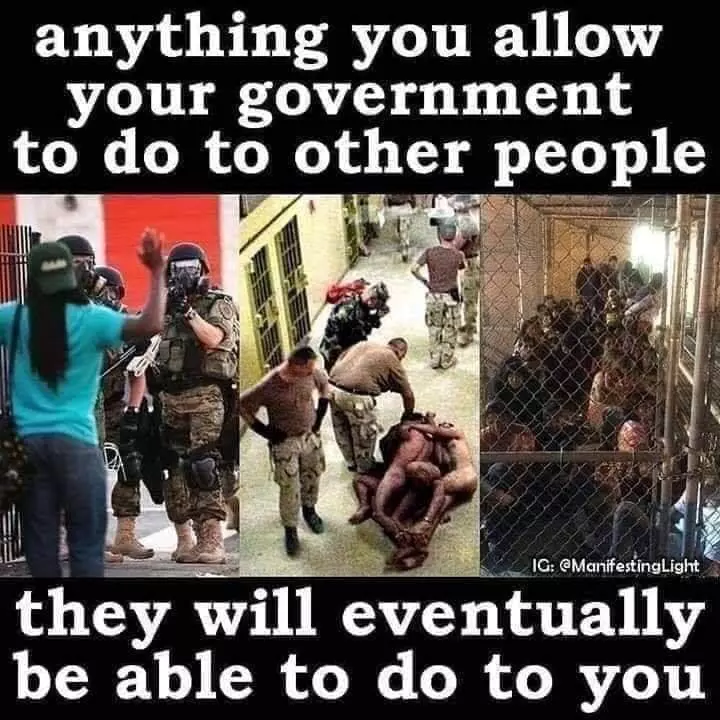 anything you allow
your government
to do to other people
IG: @ManifestingLight
they will eventually
be able to do to you